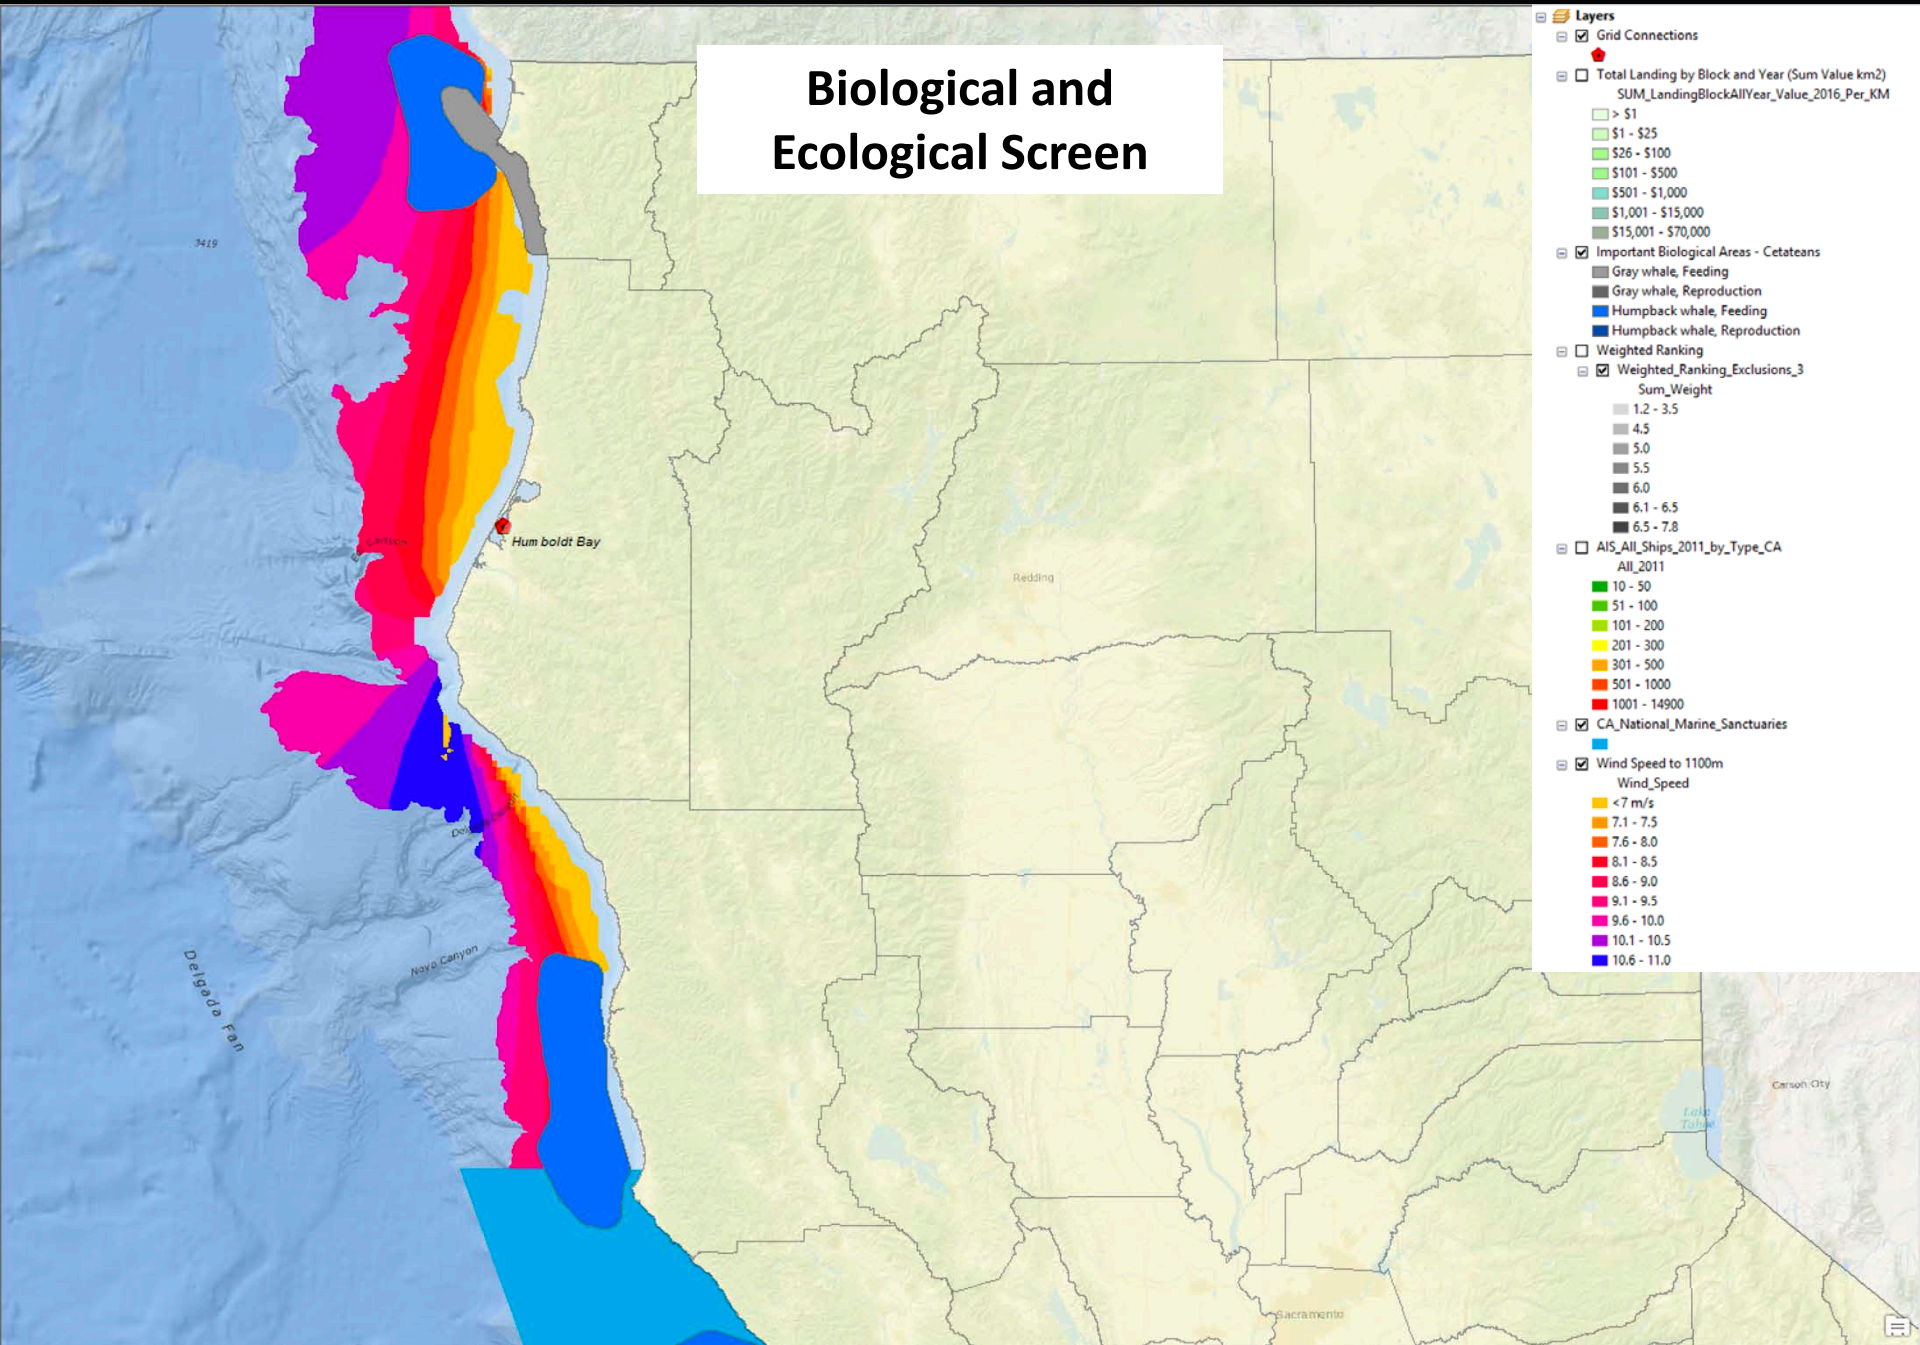 Biological and
Ecological Screen
Layers
Grid Connections
Total Landing by Block and Year (Sum Value km2)
SUM_LandingBlockAllYear_Value_2016_Per_KM
> $1
$1 - $25
$26 - $100
$101 - $500
$501 - $1,000
$1,001 - $15,000
$15,001 - $70,000
Important Biological Areas - Cetateans
Gray whale, Feeding
Gray whale, Reproduction
Humpback whale, Feeding
Humpback whale, Reproduction
Weighted Ranking
Weighted_Ranking_Exclusions_3
Sum_Weight
1.2 - 3.5
4.5
5.0
5.5
6.0
6.1 - 6.5
6.5 - 7.8
AIS_All_Ships_2011_by_Type_CA
All_2011
10 - 50
51 - 100
101 - 200
201 - 300
301 - 500
501 - 1000
1001 - 14900
CA_National_Marine_Sanctuaries
Wind Speed to 1100m
Wind_Speed
<7 m/s
7.1 - 7.5
7.6 - 8.0
8.1 - 8.5
8.6 - 9.0
9.1 - 9.5
9.6 - 10.0
10.1 - 10.5
10.6 - 11.0
3419
Canyon
Humboldt Bay
Redding
Noyo Canyon
Delgada Fan
Carson City
Lake
Tahoe
Sacramento